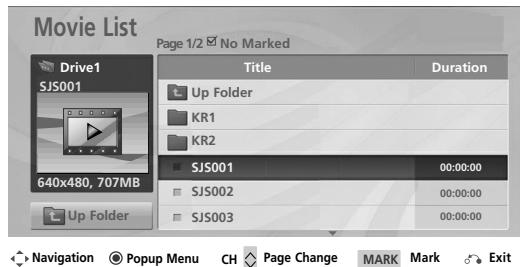 Movie List
Page 1/2 No Marked
Drive1
SJS001
640x480, 707MB
Up Folder
Title Duration
Up Folder
KR1
KR2
SJS001 00:00:00
SJS002 00:00:00
SJS003 00:00:00
Navigation Popup Menu CH Page Change MARK Mark Exit